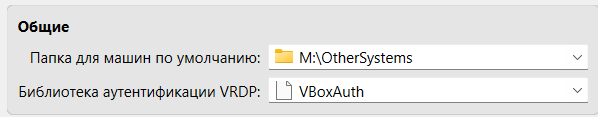 Общие
Папка для машин по умолчанию: M:\OtherSystems
Библиотека аутентификации VRDP: VBoxAuth